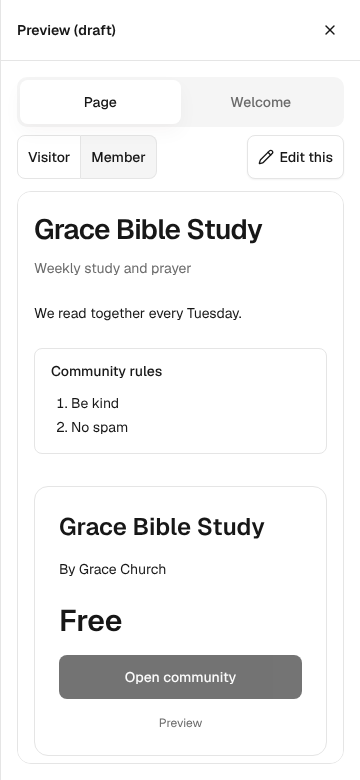 Preview (draft)
Page
Welcome
Visitor
Member
Edit this
Grace Bible Study
Weekly study and prayer
We read together every Tuesday.
Community rules
1. Be kind
2. No spam
Grace Bible Study
By Grace Church
Free
Open community
Preview